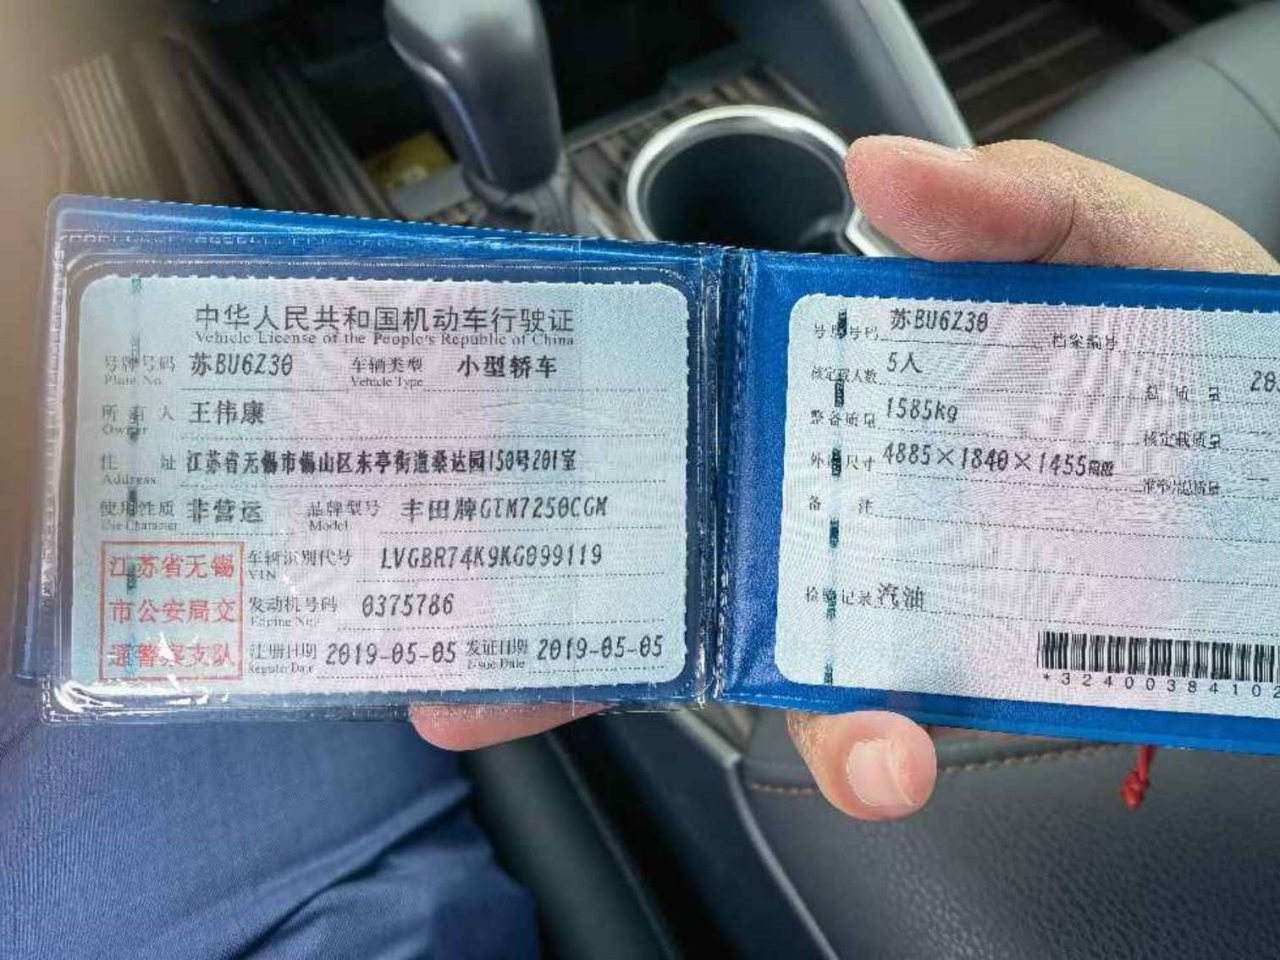 中华人民共和国机动车行驶证
Vehicle License of the People's Republic of China
号牌号码 苏BU6Z30 车辆类型 小型轿车
Plate No. Vehicle Type
所有人 王伟康
Owner
住址 江苏省无锡市锡山区东亭街道桑达园150号201室
Address
使用性质 非营运 品牌型号 丰田牌GTM7250CGM
Use Character Model
江苏省无锡
市公安局交
通警察支队
车辆识别代号 LVGBR74K9KG099119
VIN
发动机号码 0375786
Engine No.
注册日期 2019-05-05 发证日期 2019-05-05
Register Date Issue Date
号牌号码 苏BU6Z30 档案编号
核定载人数 5人 总质量
整备质量 1585kg 核定载质量
外廓尺寸 4885×1840×1455mm 准牵引总质量 --
备注
检验记录 汽油
*3240038410